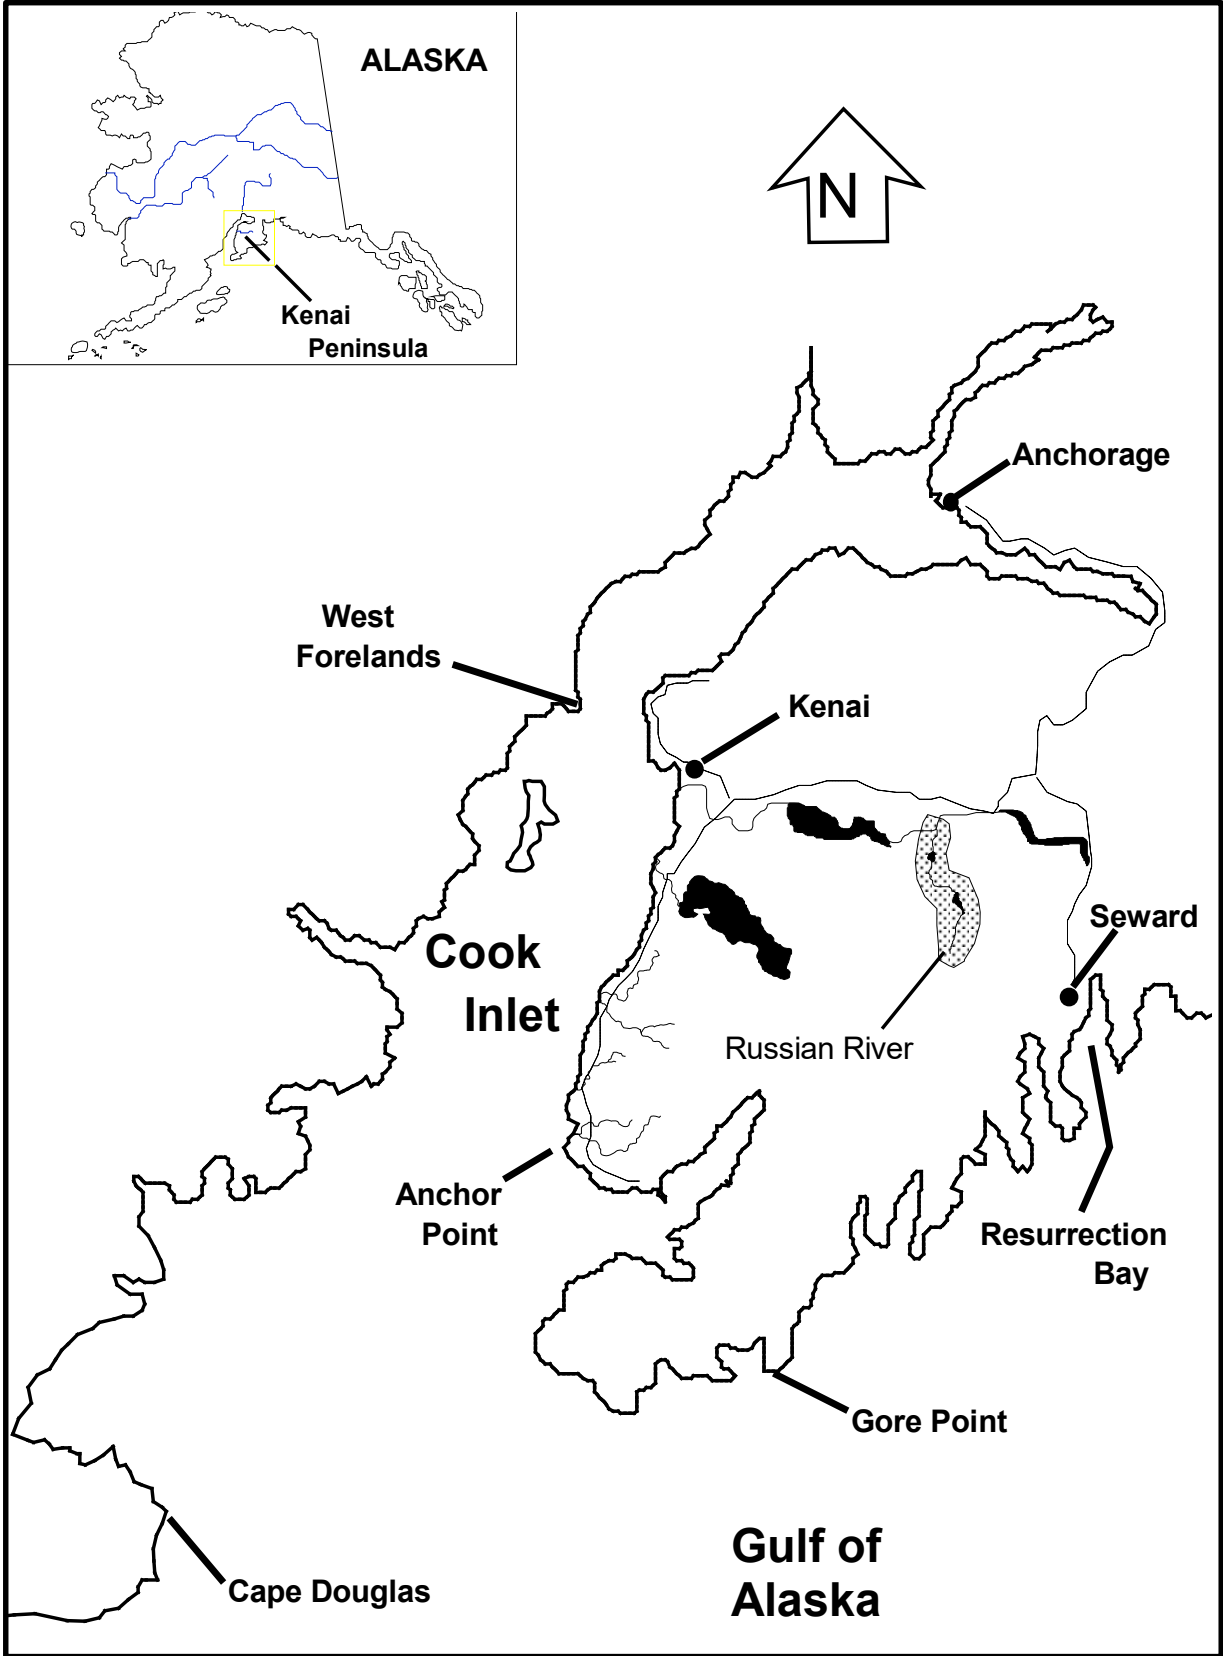 ALASKA
Kenai
Peninsula
N
Anchorage
West
Forelands
Kenai
Seward
Cook
Inlet
Russian River
Anchor
Point
Resurrection
Bay
Gore Point
Gulf of
Alaska
Cape Douglas